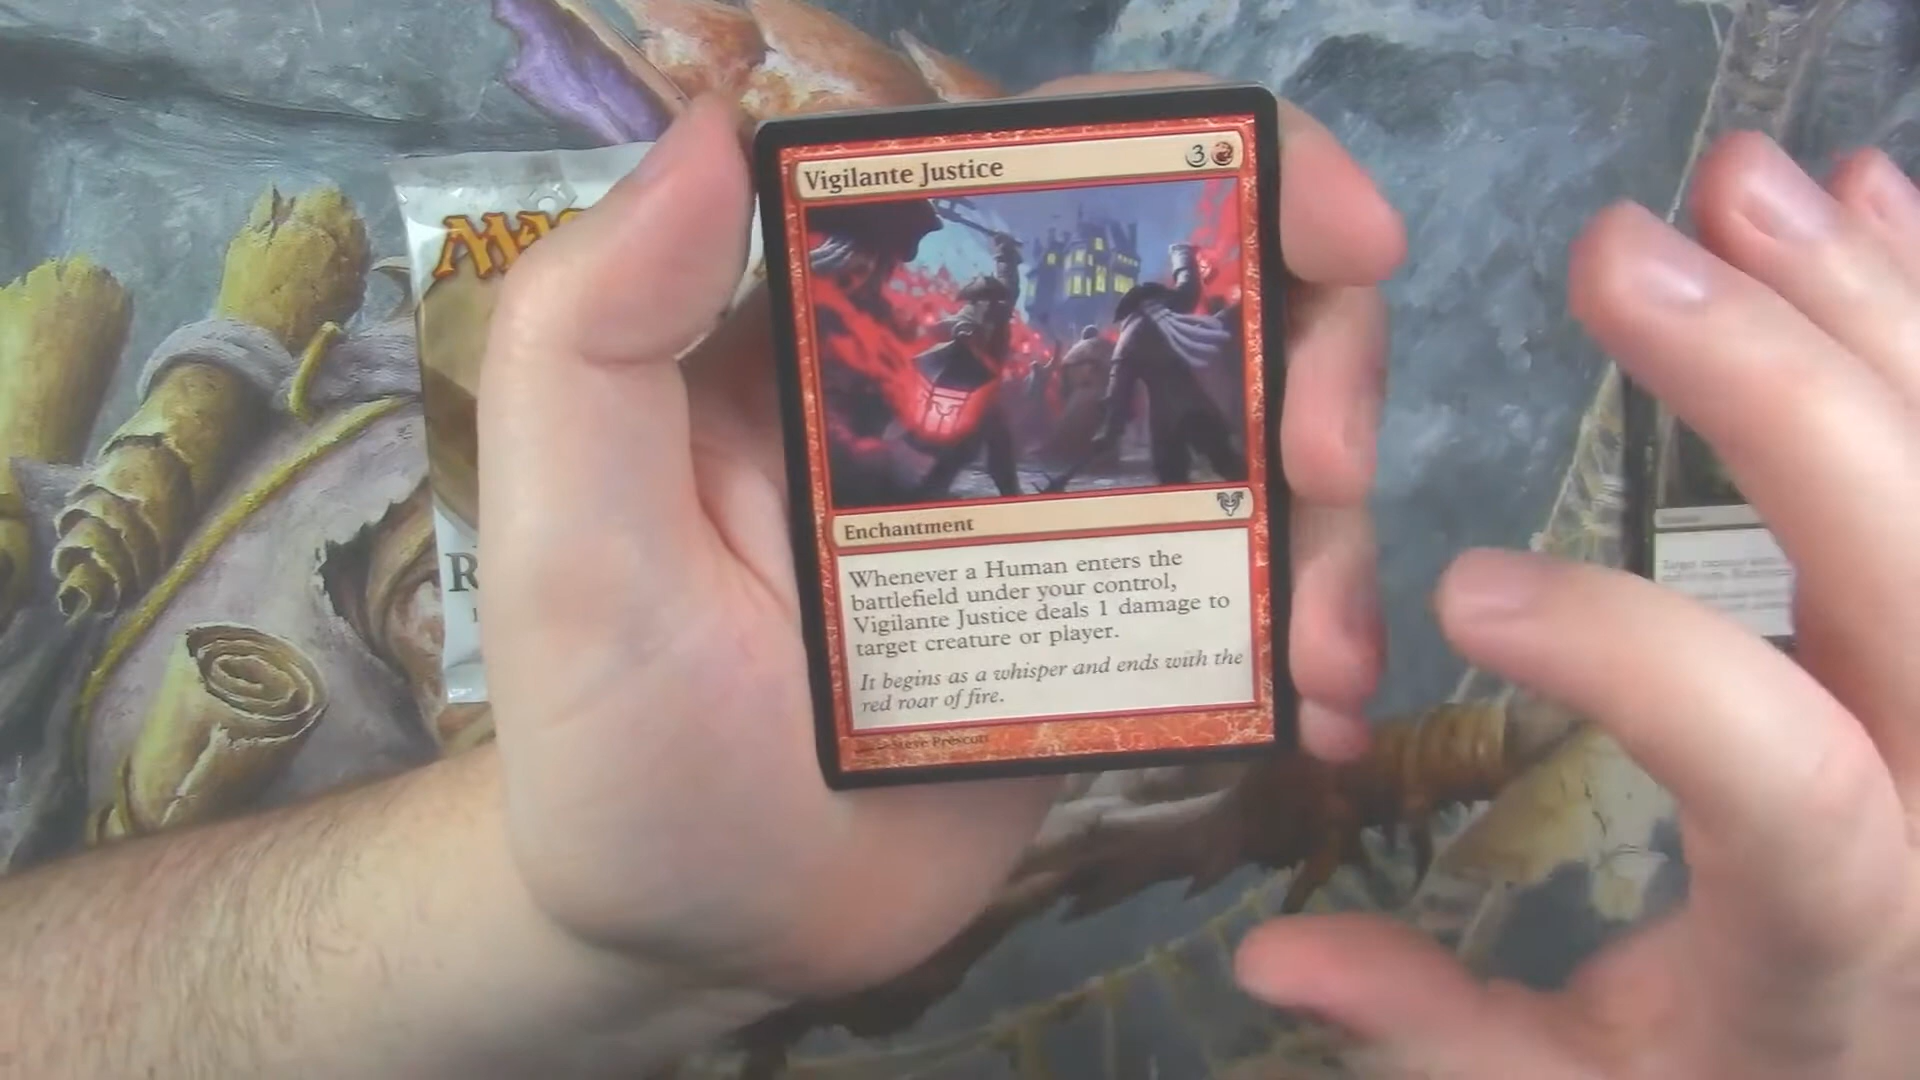 Vigilante Justice 3
Enchantment
Whenever a Human enters the
battlefield under your control,
Vigilante Justice deals 1 damage to
target creature or player.
It begins as a whisper and ends with the
red roar of fire.
Steve Prescott